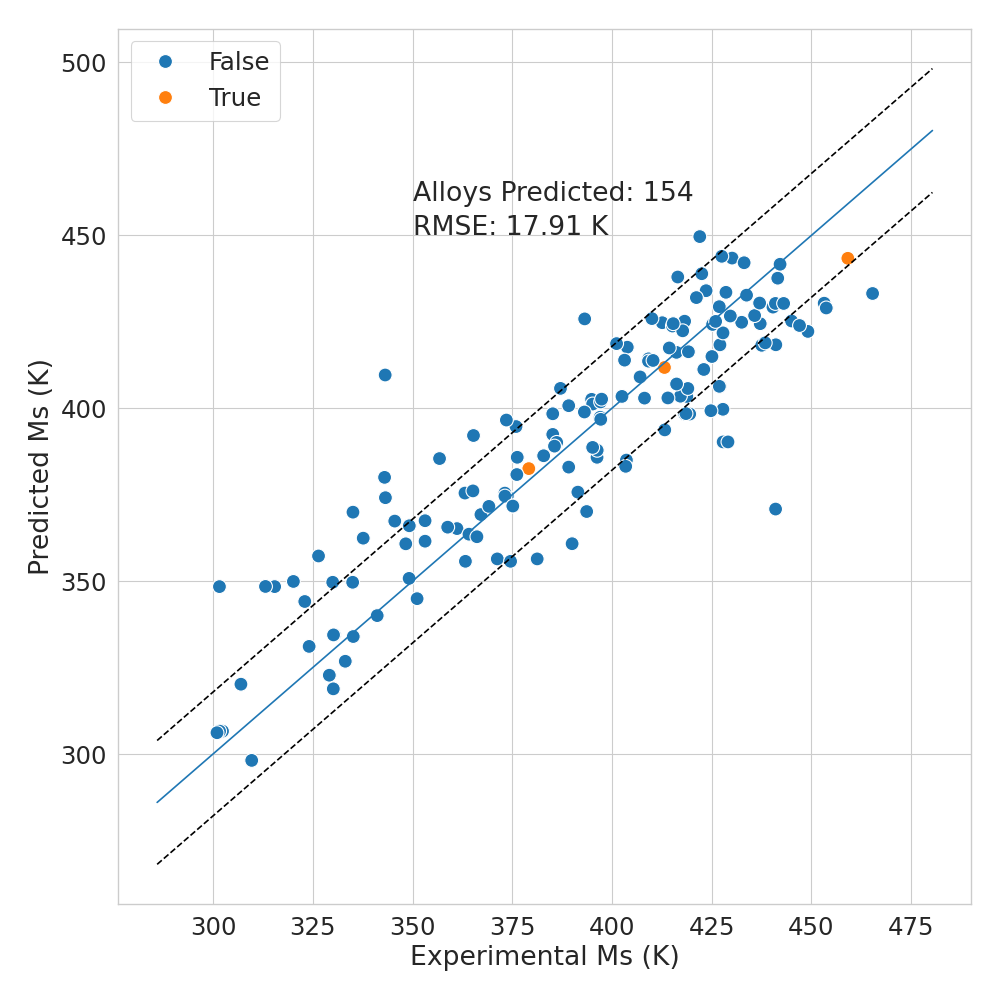 False
True
Alloys Predicted: 154
RMSE: 17.91 K
500
450
400
350
300
Predicted Ms (K)
300 325 350 375 400 425 450 475
Experimental Ms (K)